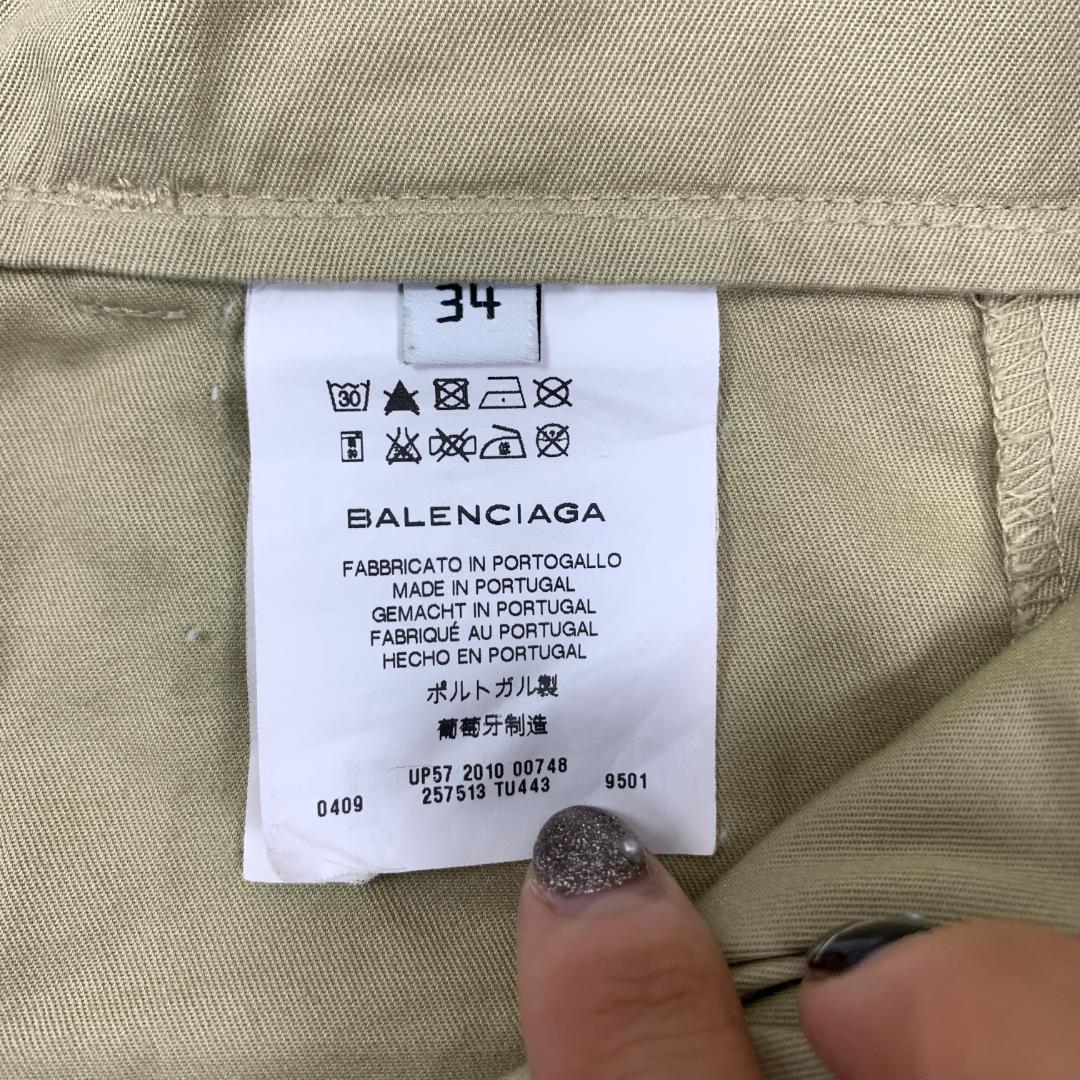 34
30
BALENCIAGA
FABBRICATO IN PORTOGALLO
MADE IN PORTUGAL
GEMACHT IN PORTUGAL
FABRIQUÉ AU PORTUGAL
HECHO EN PORTUGAL
ポルトガル製
葡萄牙制造
UP57 2010 00748
0409 257513 TU443 9501